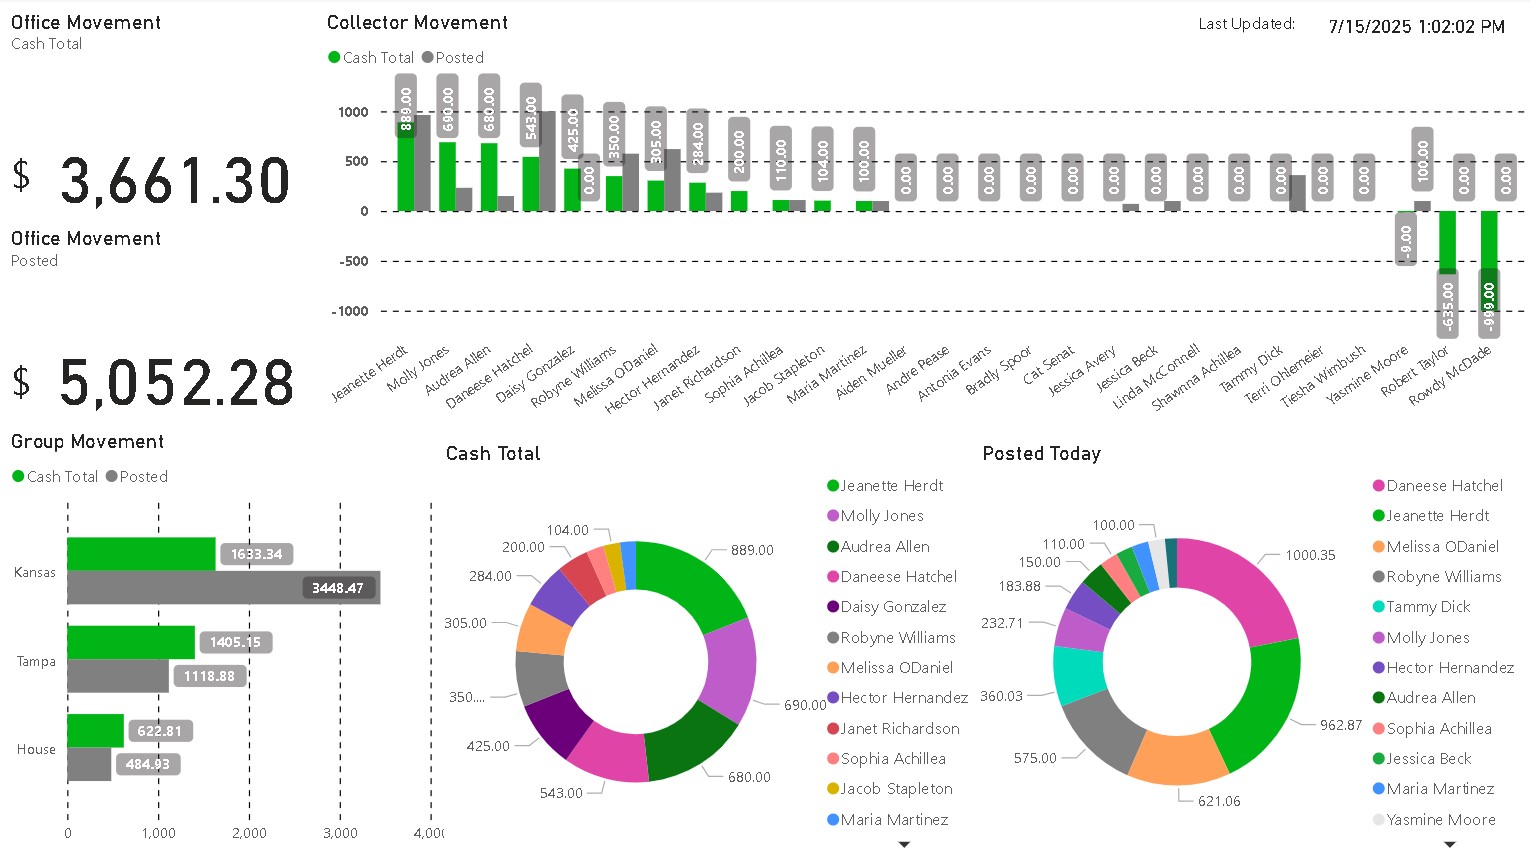 Office Movement
Cash Total
$ 3,661.30
Office Movement
Posted
$ 5,052.28
Collector Movement
Last Updated: 7/15/2025 1:02:02 PM
Cash Total Posted
1000
500
0
-500
-1000
889.00
690.00
680.00
543.00
425.00
0.00
350.00
305.00
284.00
200.00
110.00
104.00
100.00
0.00
0.00
0.00
0.00
0.00
0.00
0.00
0.00
0.00
0.00
0.00
0.00
-9.00
100.00
-635.00
0.00
-999.00
0.00
Jeanette Herdt
Molly Jones
Audrea Allen
Daneese Hatchel
Daisy Gonzalez
Robyne Williams
Melissa ODaniel
Hector Hernandez
Janet Richardson
Sophia Achillea
Jacob Stapleton
Maria Martinez
Aiden Mueller
Andre Pease
Antonia Evans
Bradly Spoor
Cat Senat
Jessica Avery
Jessica Beck
Linda McConnell
Shawna Achillea
Tammy Dick
Terri Ohlemeier
Tiesha Wimbush
Yasmine Moore
Robert Taylor
Rowdy McDade
Group Movement
Cash Total Posted
Kansas
1633.34
3448.47
Tampa
1405.15
1118.88
House
622.81
484.93
0 1,000 2,000 3,000
Cash Total
889.00
690.00
680.00
543.00
425.00
350....
305.00
284.00
200.00
104.00
Jeanette Herdt
Molly Jones
Audrea Allen
Daneese Hatchel
Daisy Gonzalez
Robyne Williams
Melissa ODaniel
Hector Hernandez
Janet Richardson
Sophia Achillea
Jacob Stapleton
Maria Martinez
Posted Today
1000.35
962.87
621.06
575.00
360.03
232.71
183.88
150.00
110.00
100.00
Daneese Hatchel
Jeanette Herdt
Melissa ODaniel
Robyne Williams
Tammy Dick
Molly Jones
Hector Hernandez
Audrea Allen
Sophia Achillea
Jessica Beck
Maria Martinez
Yasmine Moore